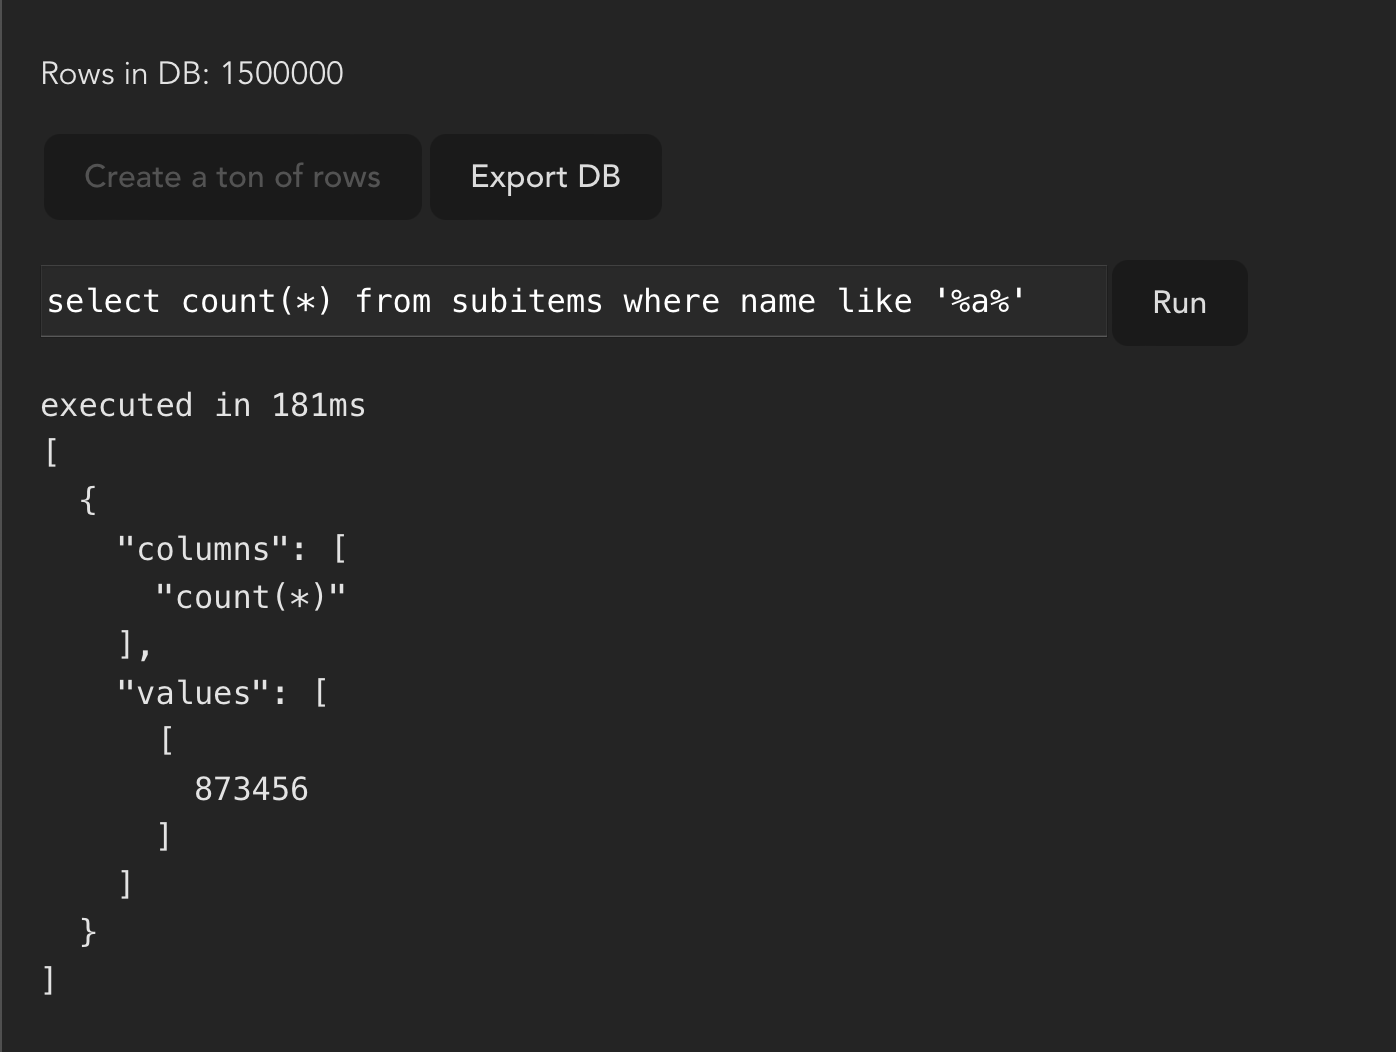 Rows in DB: 1500000
Create a ton of rows
Export DB
select count(*) from subitems where name like '%a%'
Run
executed in 181ms
[
  {
    "columns": [
      "count(*)"
    ],
    "values": [
      [
        873456
      ]
    ]
  }
]